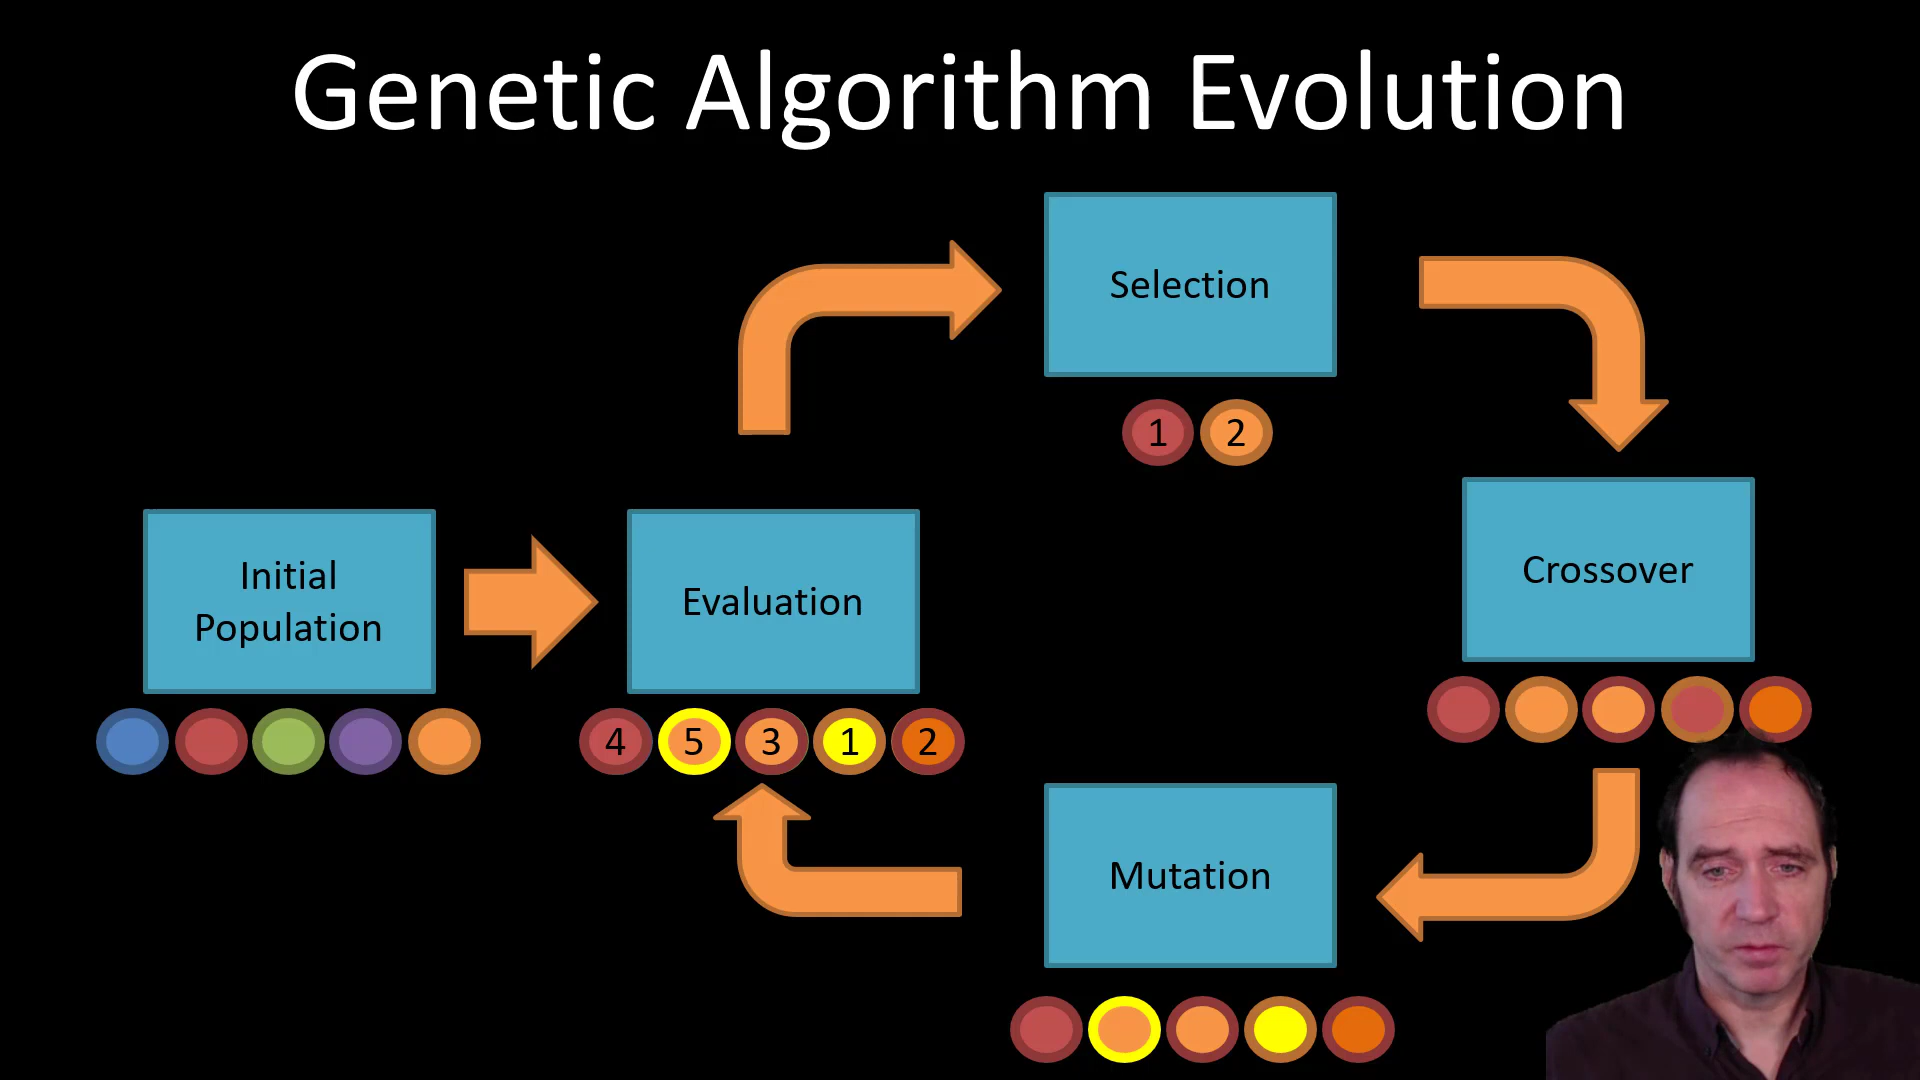 Genetic Algorithm Evolution
Selection
1 2
Initial
Population
Evaluation
4 5 3 1 2
Crossover
Mutation